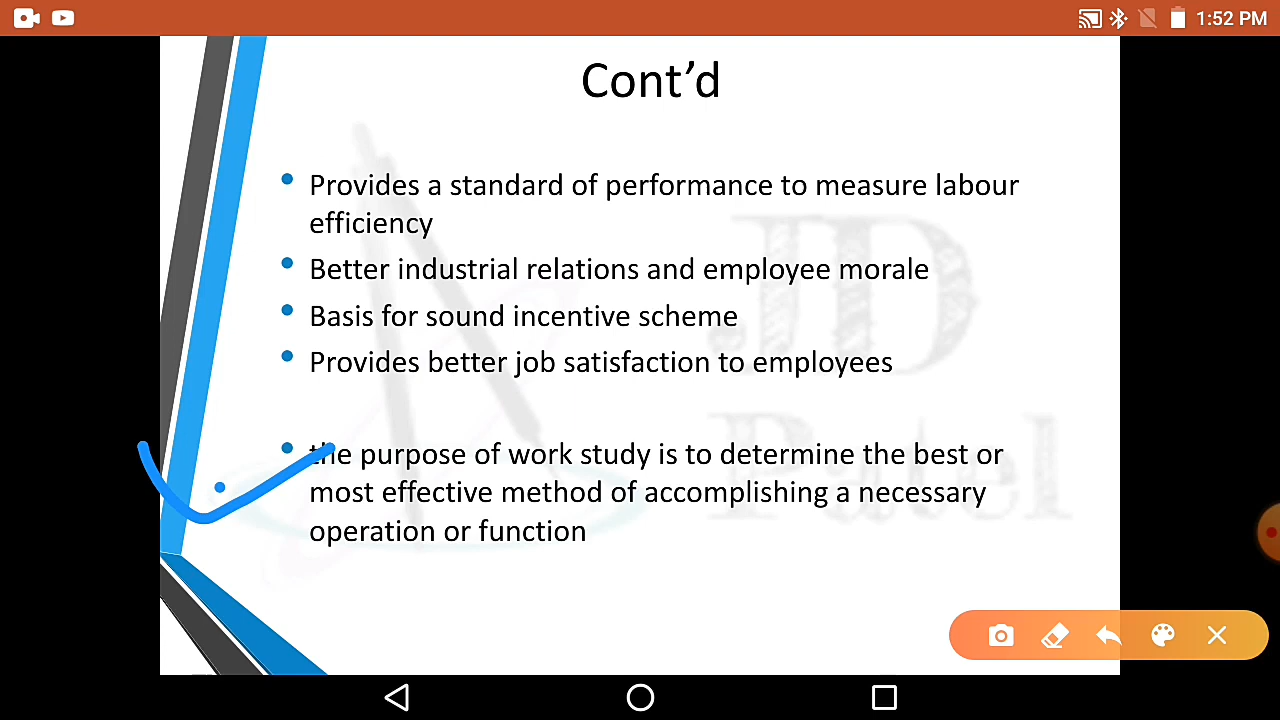 1:52 PM
Cont’d
• Provides a standard of performance to measure labour
efficiency
• Better industrial relations and employee morale
• Basis for sound incentive scheme
• Provides better job satisfaction to employees
• the purpose of work study is to determine the best or
most effective method of accomplishing a necessary
operation or function
JD
Patel